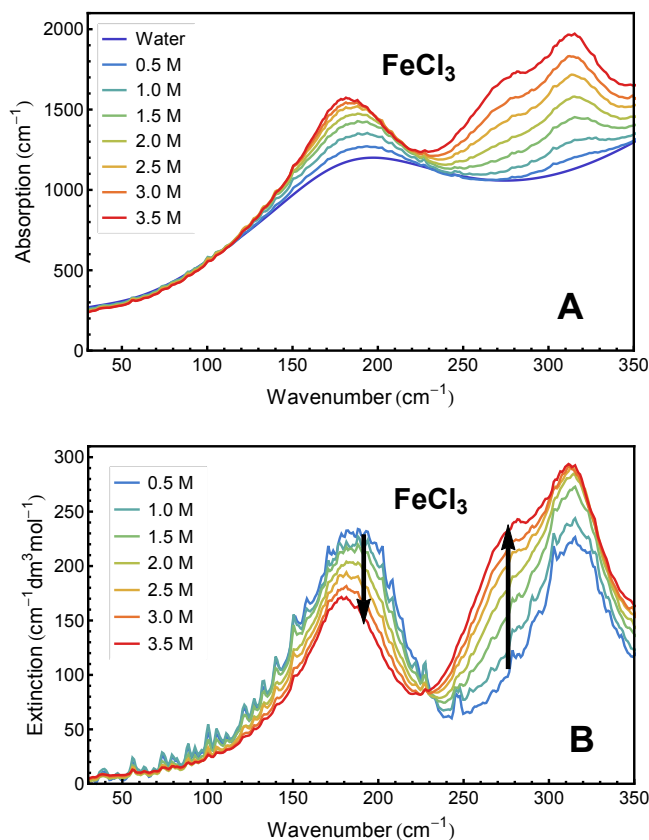 2000
1500
1000
500
0
Absorption (cm⁻¹)
Water
0.5 M
1.0 M
1.5 M
2.0 M
2.5 M
3.0 M
3.5 M
FeCl₃
A
50 100 150 200 250 300 350
Wavenumber (cm⁻¹)
300
250
200
150
100
50
0
Extinction (cm⁻¹dm³mol⁻¹)
0.5 M
1.0 M
1.5 M
2.0 M
2.5 M
3.0 M
3.5 M
FeCl₃
B
50 100 150 200 250 300 350
Wavenumber (cm⁻¹)